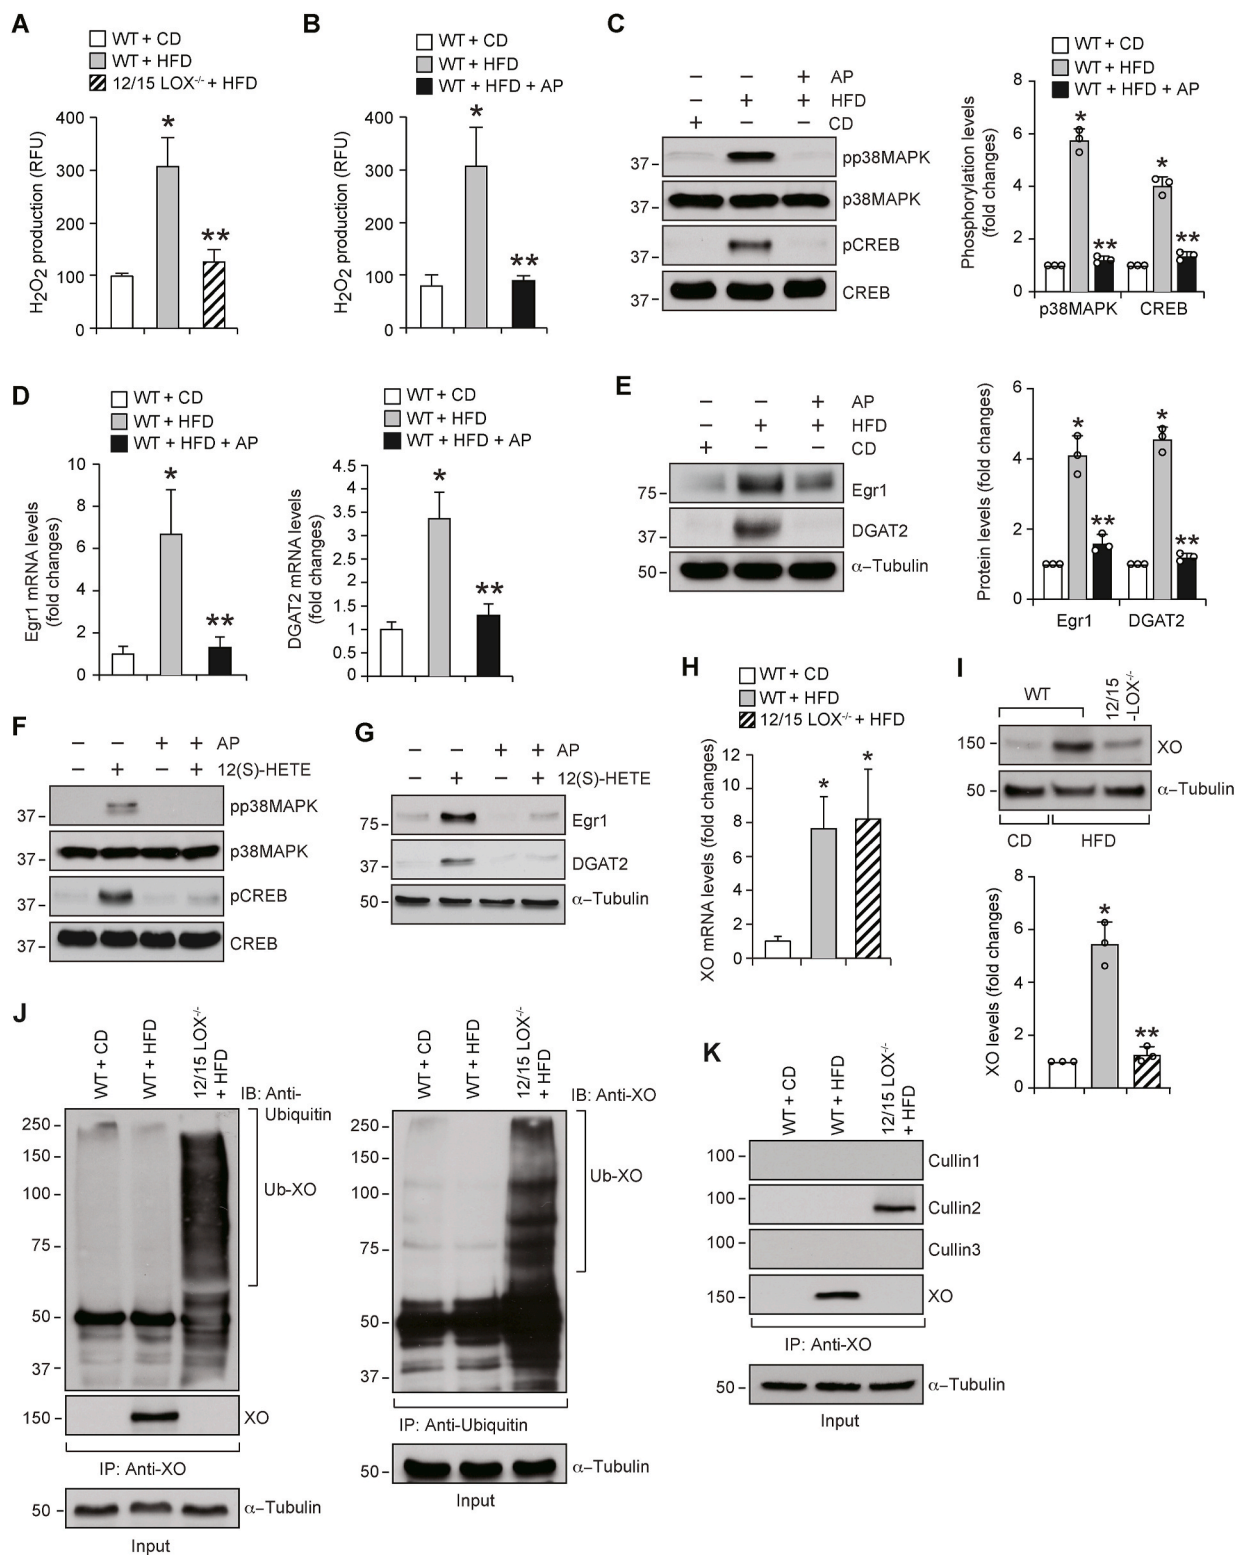 A
WT + CD
WT + HFD
12/15 LOX-/- + HFD
H2O2 production (RFU)
400
300
200
100
0
*
**
B
WT + CD
WT + HFD
WT + HFD + AP
H2O2 production (RFU)
400
300
200
100
0
*
**
C
− − + AP
− + + HFD
+ − − CD
37 pp38MAPK
37 p38MAPK
37 pCREB
37 CREB
WT + CD
WT + HFD
WT + HFD + AP
Phosphorylation levels
(fold changes)
8
6
4
2
0
*
**
*
**
p38MAPK CREB
D
WT + CD
WT + HFD
WT + HFD + AP
Egr1 mRNA levels
(fold changes)
10
8
6
4
2
0
*
**
WT + CD
WT + HFD
WT + HFD + AP
DGAT2 mRNA levels
(fold changes)
4.5
4
3.5
3
2.5
2
1.5
1
0.5
0
*
**
E
− − + AP
− + + HFD
+ − − CD
75 Egr1
37 DGAT2
50 α−Tubulin
Protein levels (fold changes)
6
4
2
0
*
**
*
**
Egr1 DGAT2
F
− − + + AP
− + − + 12(S)-HETE
37 pp38MAPK
37 p38MAPK
37 pCREB
37 CREB
G
− − + + AP
− + − + 12(S)-HETE
75 Egr1
37 DGAT2
50 α−Tubulin
H
WT + CD
WT + HFD
12/15 LOX-/- + HFD
XO mRNA levels (fold changes)
12
10
8
6
4
2
0
*
*
I
WT
12/15
-LOX-/-
150 XO
50 α−Tubulin
CD HFD
XO levels (fold changes)
8
6
4
2
0
*
**
J
WT + CD
WT + HFD
12/15 LOX-/-
+ HFD
IB: Anti-
Ubiquitin
250
150
100
75
50
37
Ub-XO
150 XO
IP: Anti-XO
50 α−Tubulin
Input
WT + CD
WT + HFD
12/15 LOX-/-
+ HFD
IB: Anti-XO
250
150
100
75
50
37
Ub-XO
IP: Anti-Ubiquitin
50 α−Tubulin
Input
K
WT + CD
WT + HFD
12/15 LOX-/-
+ HFD
100 Cullin1
100 Cullin2
100 Cullin3
150 XO
IP: Anti-XO
50 α−Tubulin
Input